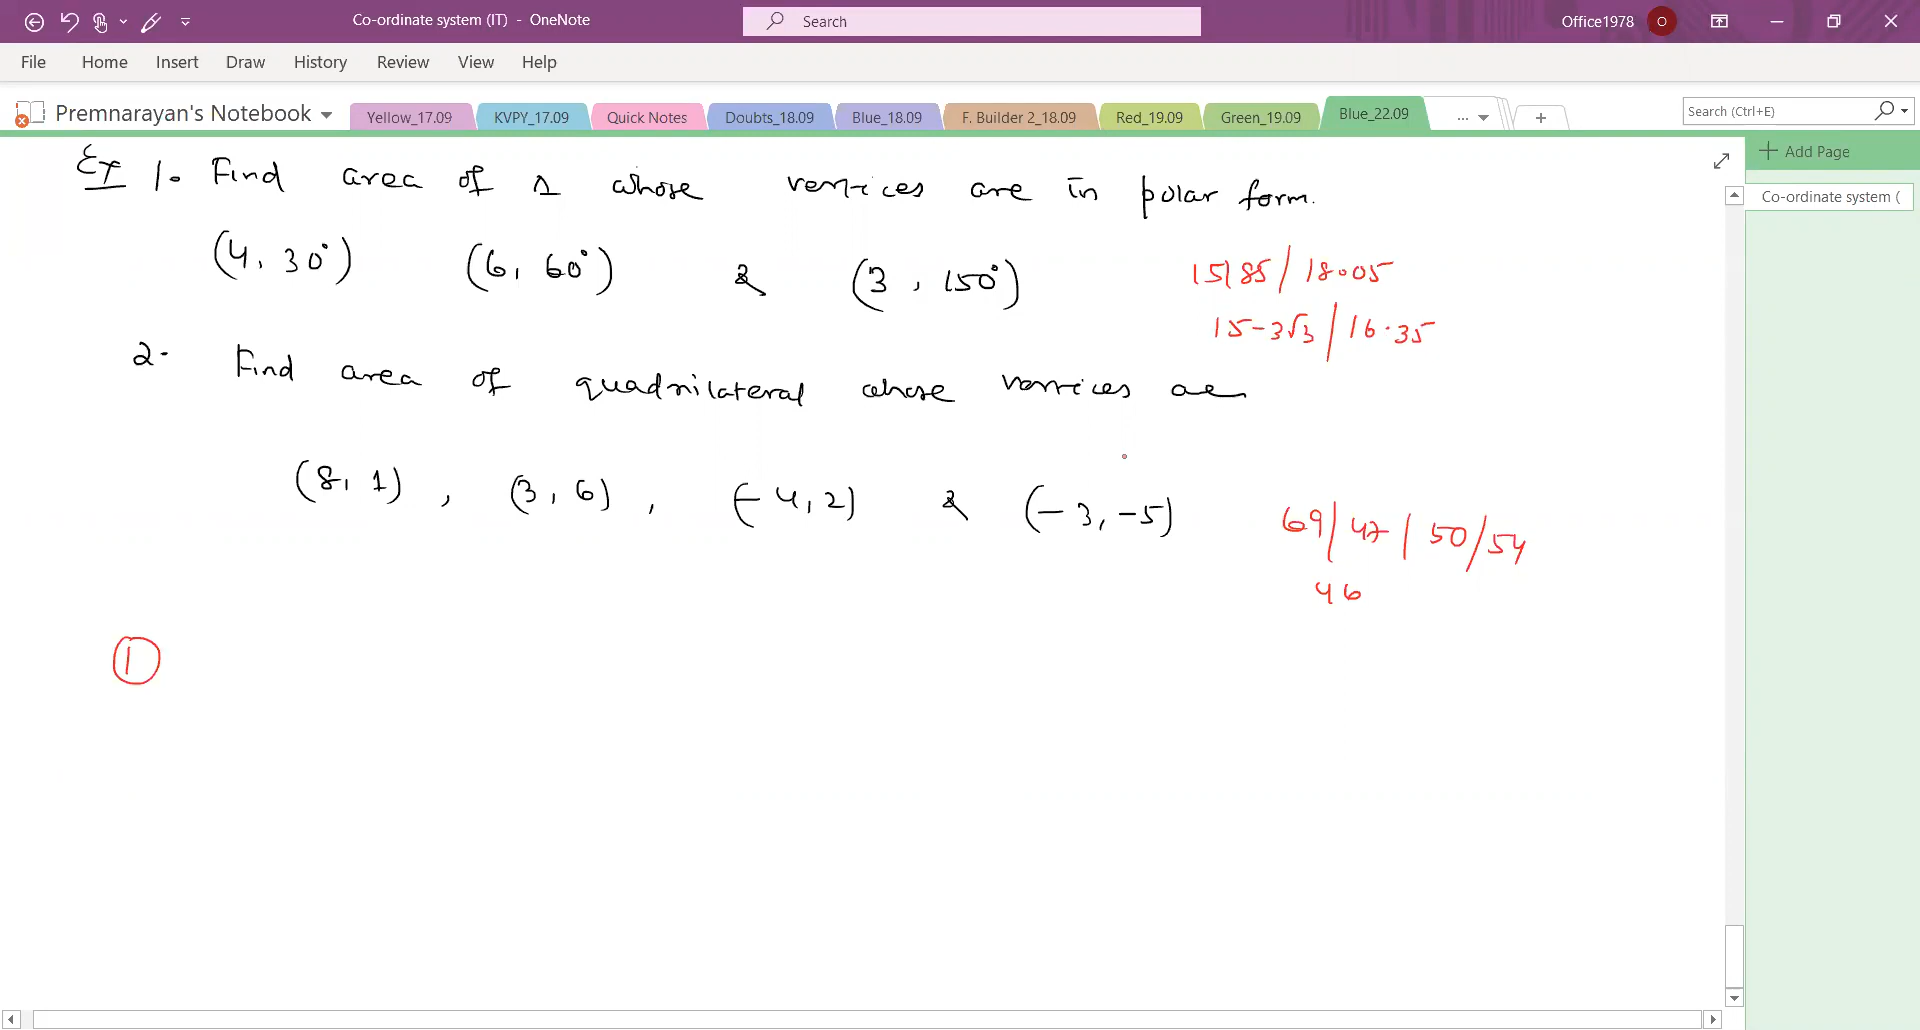 Co-ordinate system (IT) - OneNote
Search
Office1978 O
File Home Insert Draw History Review View Help
Premnarayan's Notebook Yellow_17.09 KVPY_17.09 Quick Notes Doubts_18.09 Blue_18.09 F. Builder 2_18.09 Red_19.09 Green_19.09 Blue_22.09 ... +
Search (Ctrl+E)
Add Page
Co-ordinate system (
Ex 1. Find area of Δ whose vertices are in polar form.
(4, 30°) (6, 60°) & (3, 150°)
15.85 / 18.05
15-3√3 / 16.35
2. Find area of quadrilateral whose vertices are
(8, 1) , (3, 6) , (-4, 2) & (-3, -5)
69 / 47 / 50 / 54
46
1